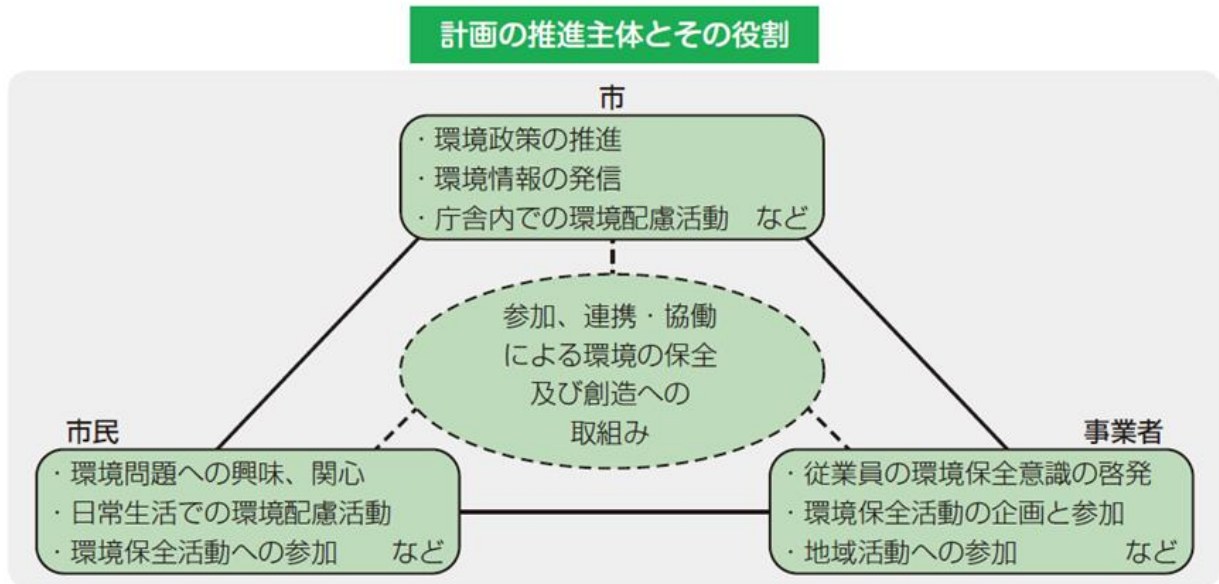 計画の推進主体とその役割
市
・環境政策の推進
・環境情報の発信
・庁舎内での環境配慮活動　など
参加、連携・協働
による環境の保全
及び創造への
取組み
市民
・環境問題への興味、関心
・日常生活での環境配慮活動
・環境保全活動への参加　など
事業者
・従業員の環境保全意識の啓発
・環境保全活動の企画と参加
・地域活動への参加　など